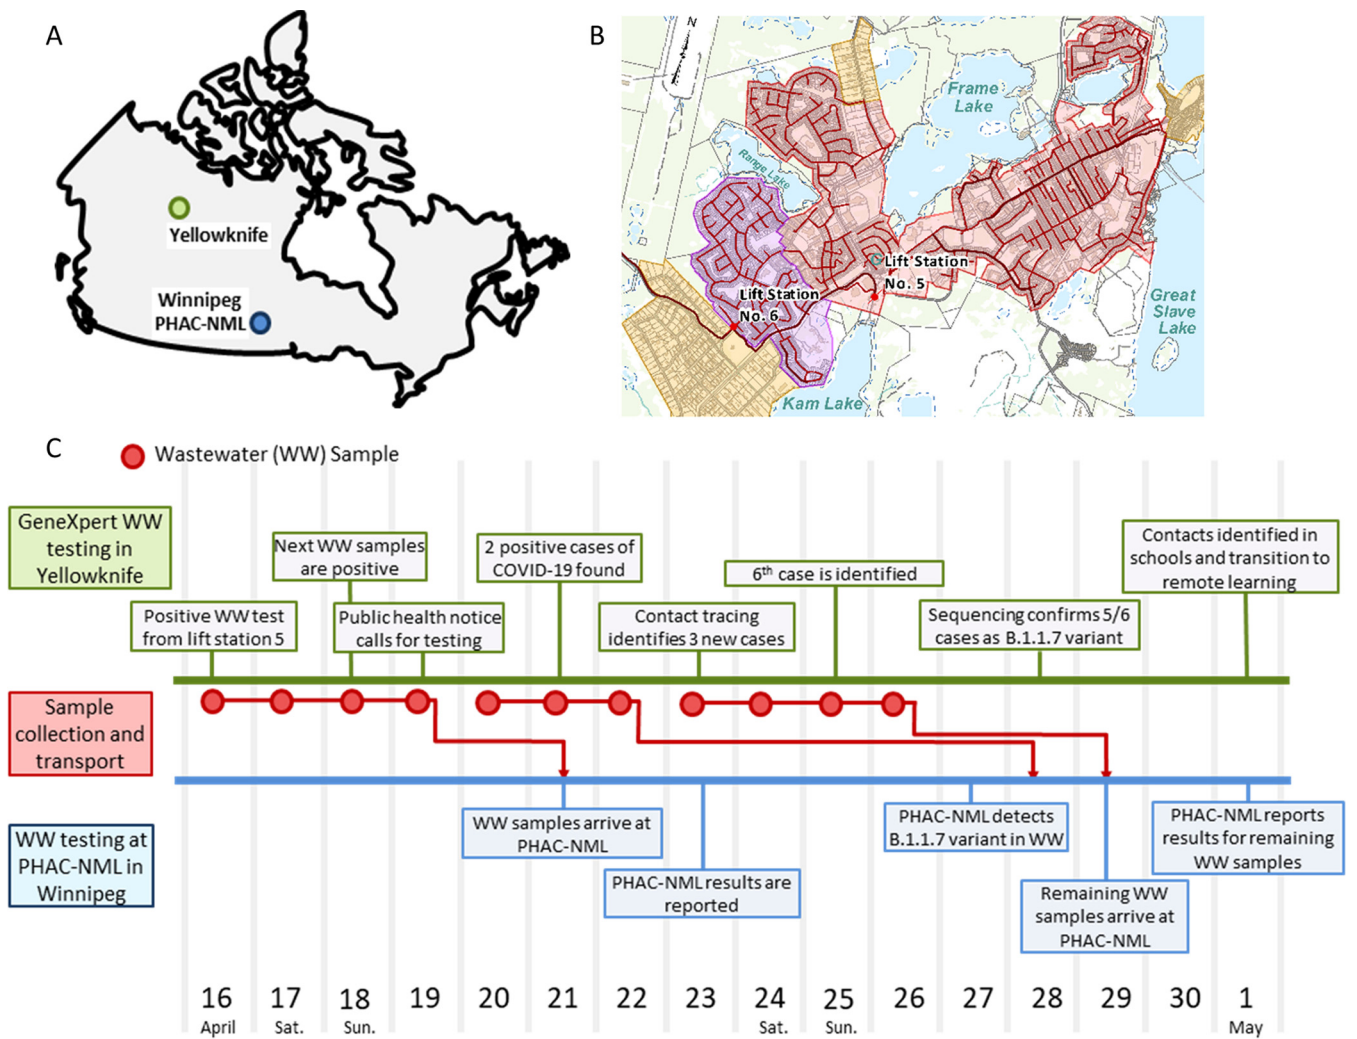 A
Yellowknife
Winnipeg
PHAC-NML
B
N
Frame
Lake
Range Lake
Lift Station
No. 5
Lift Station
No. 6
Great
Slave
Lake
Kam Lake
C
Wastewater (WW) Sample
GeneXpert WW
testing in
Yellowknife
Positive WW test
from lift station 5
Next WW samples
are positive
Public health notice
calls for testing
2 positive cases of
COVID-19 found
Contact tracing
identifies 3 new cases
6th case is identified
Sequencing confirms 5/6
cases as B.1.1.7 variant
Contacts identified in
schools and transition to
remote learning
Sample
collection and
transport
WW testing at
PHAC-NML in
Winnipeg
WW samples arrive at
PHAC-NML
PHAC-NML results are
reported
PHAC-NML detects
B.1.1.7 variant in WW
Remaining WW
samples arrive at
PHAC-NML
PHAC-NML reports
results for remaining
WW samples
16 17 18 19 20 21 22 23 24 25 26 27 28 29 30 1
April Sat. Sun. Sat. Sun. May